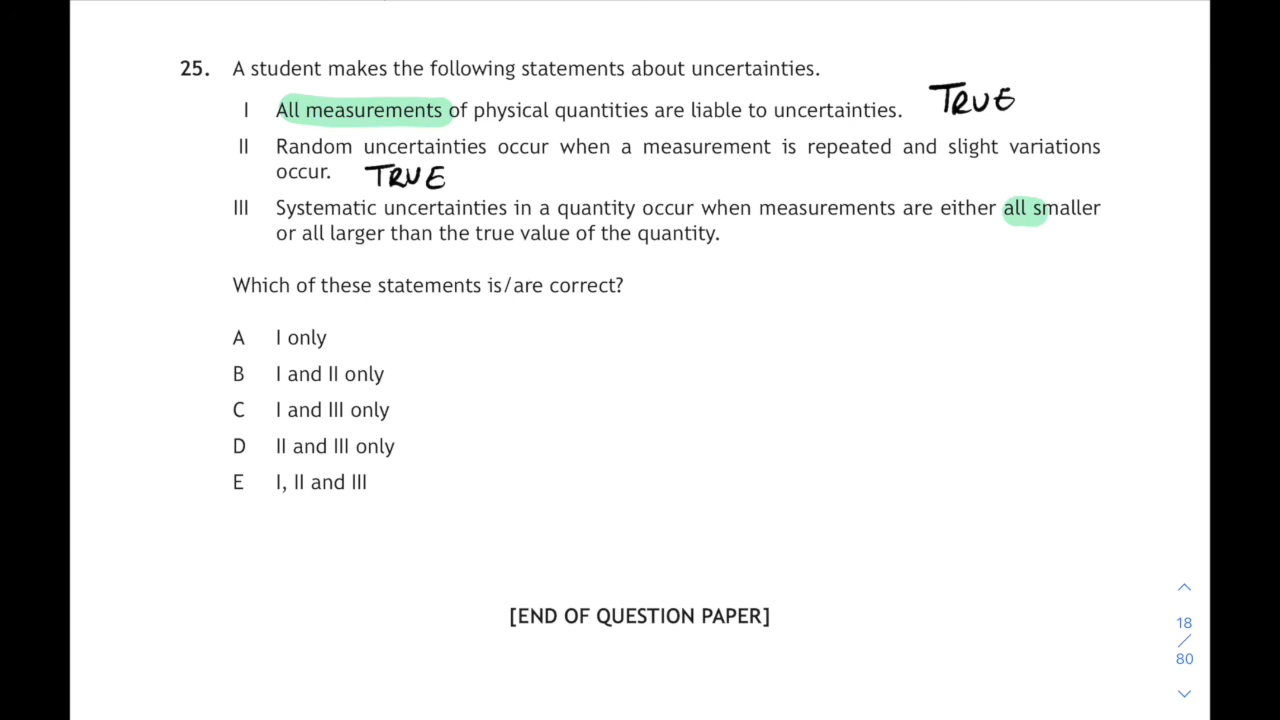 25. A student makes the following statements about uncertainties.
I All measurements of physical quantities are liable to uncertainties. TRUE
II Random uncertainties occur when a measurement is repeated and slight variations
occur. TRUE
III Systematic uncertainties in a quantity occur when measurements are either all smaller
or all larger than the true value of the quantity.
Which of these statements is/are correct?
A I only
B I and II only
C I and III only
D II and III only
E I, II and III
[END OF QUESTION PAPER]
18
/
80